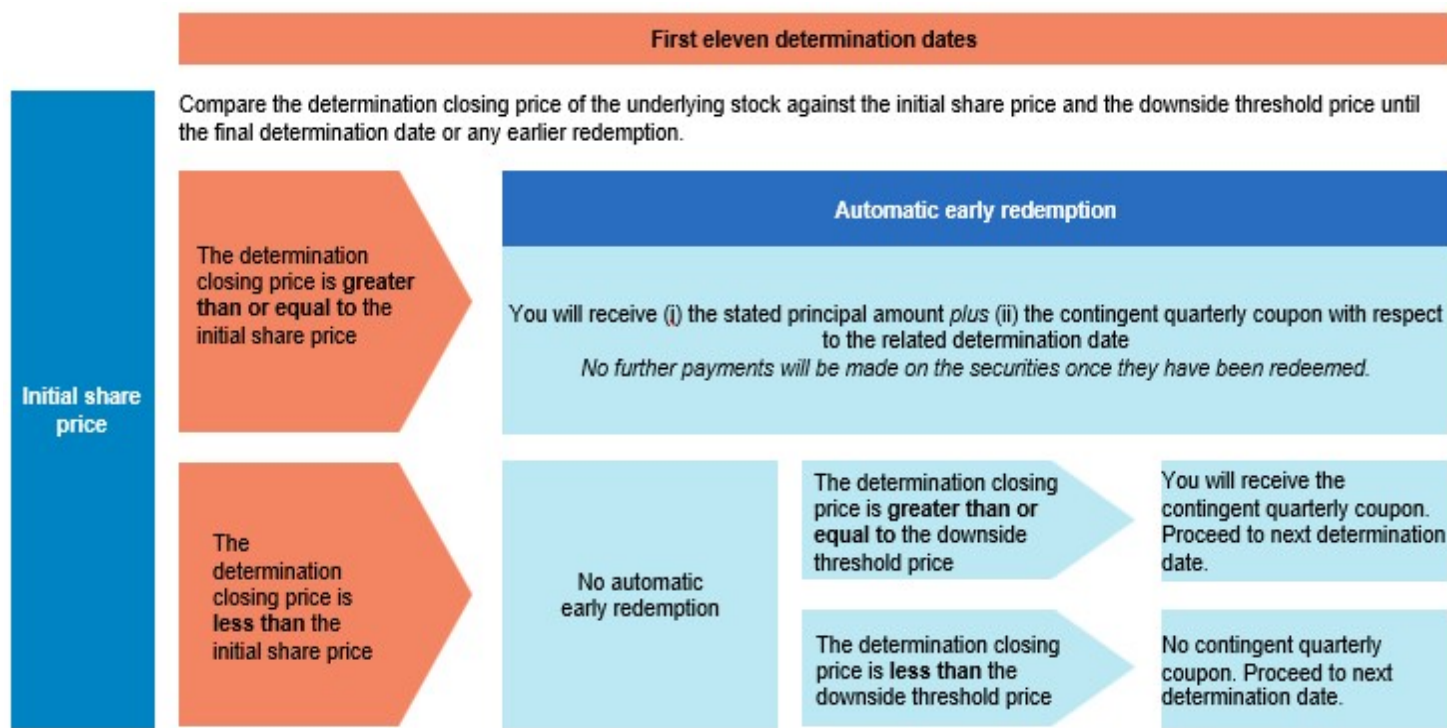 First eleven determination dates
Compare the determination closing price of the underlying stock against the initial share price and the downside threshold price until
the final determination date or any earlier redemption.
Initial share
price
The determination
closing price is greater
than or equal to the
initial share price
Automatic early redemption
You will receive (i) the stated principal amount plus (ii) the contingent quarterly coupon with respect
to the related determination date
No further payments will be made on the securities once they have been redeemed.
The
determination
closing price is
less than the
initial share price
No automatic
early redemption
The determination closing
price is greater than or
equal to the downside
threshold price
You will receive the
contingent quarterly coupon.
Proceed to next determination
date.
The determination closing
price is less than the
downside threshold price
No contingent quarterly
coupon. Proceed to next
determination date.